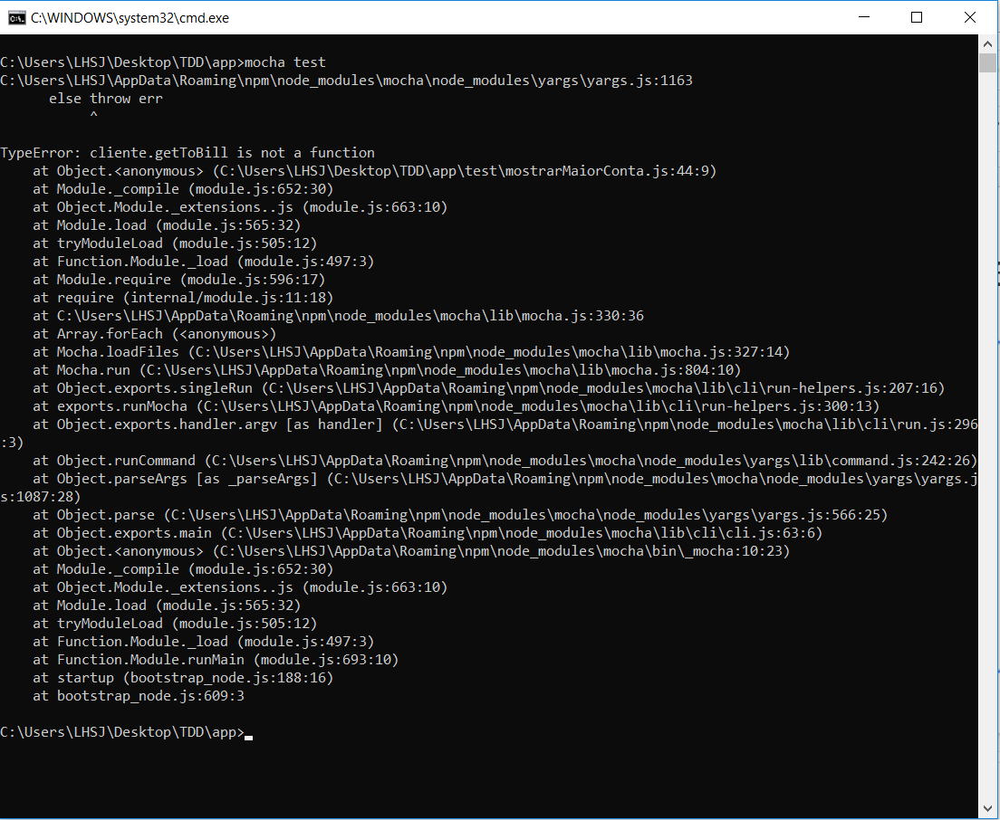 C:\WINDOWS\system32\cmd.exe
C:\Users\LHSJ\Desktop\TDD\app>mocha test
C:\Users\LHSJ\AppData\Roaming\npm\node_modules\mocha\node_modules\yargs\yargs.js:1163
      else throw err
           ^
TypeError: cliente.getToBill is not a function
    at Object.<anonymous> (C:\Users\LHSJ\Desktop\TDD\app\test\mostrarMaiorConta.js:44:9)
    at Module._compile (module.js:652:30)
    at Object.Module._extensions..js (module.js:663:10)
    at Module.load (module.js:565:32)
    at tryModuleLoad (module.js:505:12)
    at Function.Module._load (module.js:497:3)
    at Module.require (module.js:596:17)
    at require (internal/module.js:11:18)
    at C:\Users\LHSJ\AppData\Roaming\npm\node_modules\mocha\lib\mocha.js:330:36
    at Array.forEach (<anonymous>)
    at Mocha.loadFiles (C:\Users\LHSJ\AppData\Roaming\npm\node_modules\mocha\lib\mocha.js:327:14)
    at Mocha.run (C:\Users\LHSJ\AppData\Roaming\npm\node_modules\mocha\lib\mocha.js:804:10)
    at Object.exports.singleRun (C:\Users\LHSJ\AppData\Roaming\npm\node_modules\mocha\lib\cli\run-helpers.js:207:16)
    at exports.runMocha (C:\Users\LHSJ\AppData\Roaming\npm\node_modules\mocha\lib\cli\run-helpers.js:300:13)
    at Object.exports.handler.argv [as handler] (C:\Users\LHSJ\AppData\Roaming\npm\node_modules\mocha\lib\cli\run.js:296
:3)
    at Object.runCommand (C:\Users\LHSJ\AppData\Roaming\npm\node_modules\mocha\node_modules\yargs\lib\command.js:242:26)
    at Object.parseArgs [as _parseArgs] (C:\Users\LHSJ\AppData\Roaming\npm\node_modules\mocha\node_modules\yargs\yargs.j
s:1087:28)
    at Object.parse (C:\Users\LHSJ\AppData\Roaming\npm\node_modules\mocha\node_modules\yargs\yargs.js:566:25)
    at Object.exports.main (C:\Users\LHSJ\AppData\Roaming\npm\node_modules\mocha\lib\cli\cli.js:63:6)
    at Object.<anonymous> (C:\Users\LHSJ\AppData\Roaming\npm\node_modules\mocha\bin\_mocha:10:23)
    at Module._compile (module.js:652:30)
    at Object.Module._extensions..js (module.js:663:10)
    at Module.load (module.js:565:32)
    at tryModuleLoad (module.js:505:12)
    at Function.Module._load (module.js:497:3)
    at Function.Module.runMain (module.js:693:10)
    at startup (bootstrap_node.js:188:16)
    at bootstrap_node.js:609:3
C:\Users\LHSJ\Desktop\TDD\app>